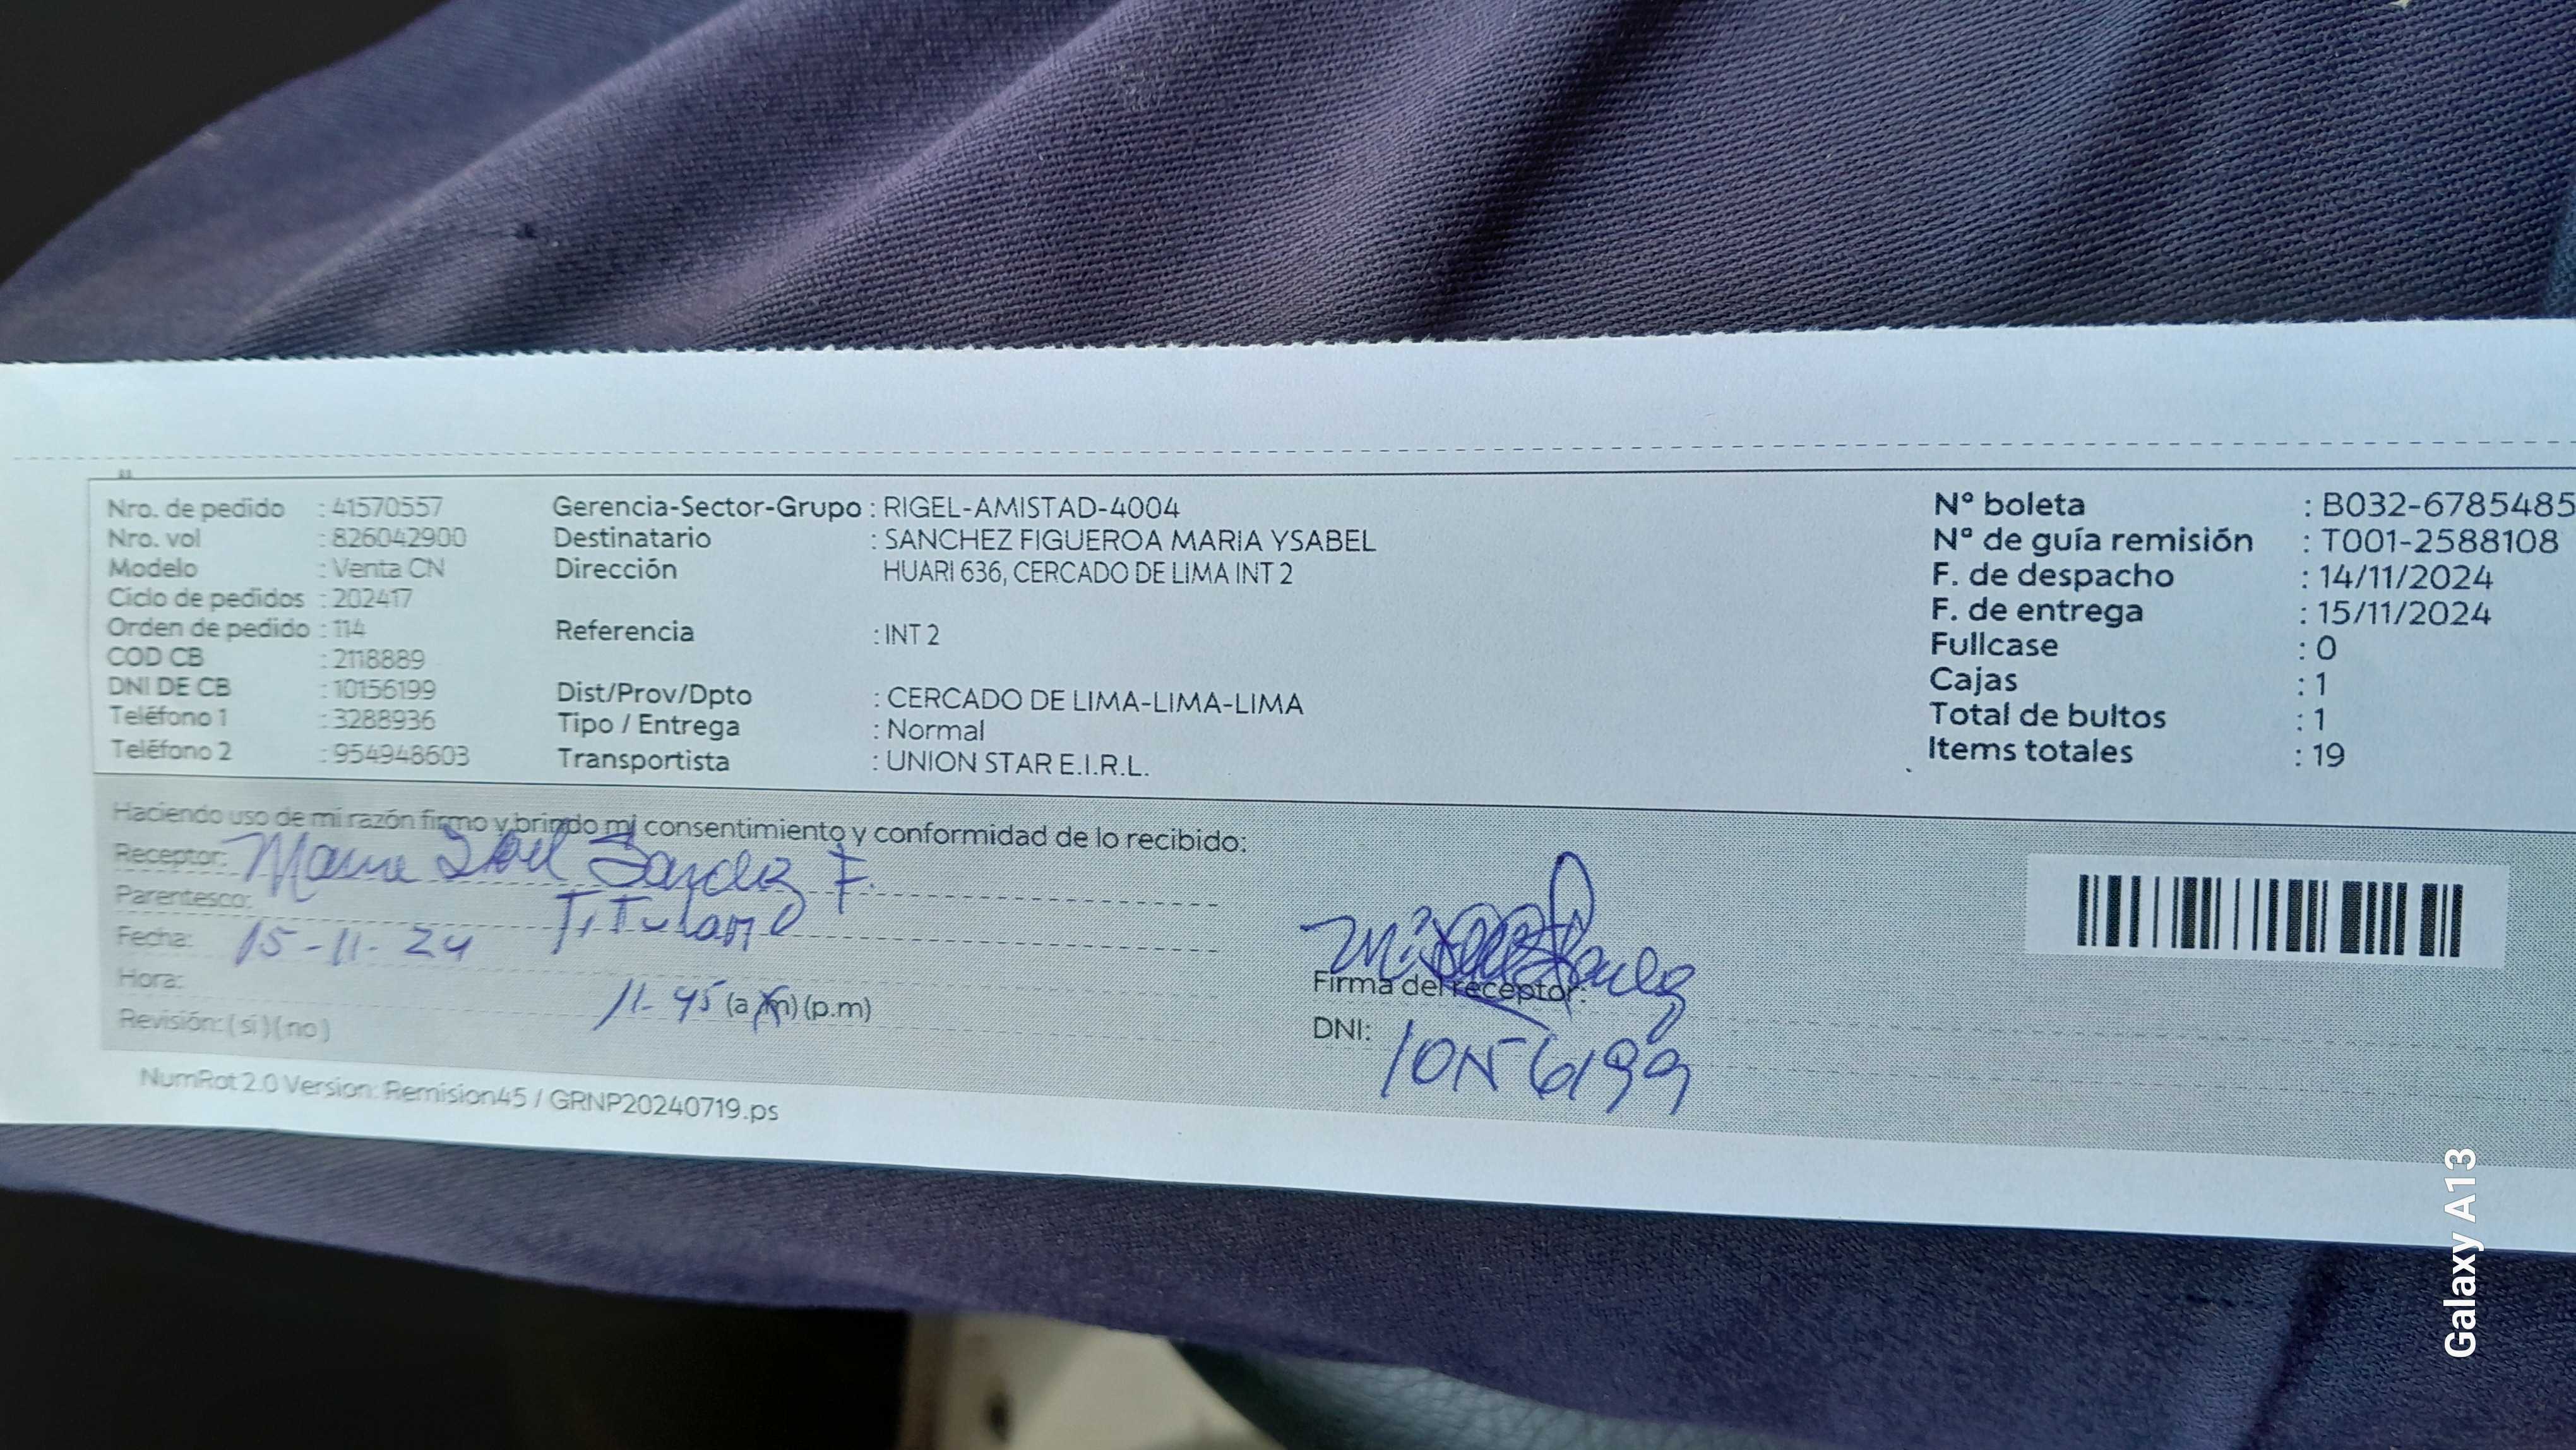 Nro. de pedido : 41570557
Nro. vol : 826042900
Modelo : Venta CN
Ciclo de pedidos : 202417
Orden de pedido : 114
COD CB : 2118889
DNI DE CB : 10156199
Teléfono 1 : 3288936
Teléfono 2 : 954948603
Gerencia-Sector-Grupo : RIGEL-AMISTAD-4004
Destinatario : SANCHEZ FIGUEROA MARIA YSABEL
Dirección HUARI 636, CERCADO DE LIMA INT 2
Referencia : INT 2
Dist/Prov/Dpto : CERCADO DE LIMA-LIMA-LIMA
Tipo / Entrega : Normal
Transportista : UNION STAR E.I.R.L.
N° boleta : B032-6785485
N° de guía remisión : T001-2588108
F. de despacho : 14/11/2024
F. de entrega : 15/11/2024
Fullcase : 0
Cajas : 1
Total de bultos : 1
Items totales : 19
Haciendo uso de mi razón firmo y brindo mi consentimiento y conformidad de lo recibido:
Receptor: Sanchez F.
Parentesco: Titular
Fecha: 15-11-24
Hora: 11-45 (a.m) (p.m)
Revisión: ( si ) ( no )
Firma del receptor:
DNI: 10156199
NumRot 2.0 Version: Remision45 / GRNP20240719.ps
Galaxy A13